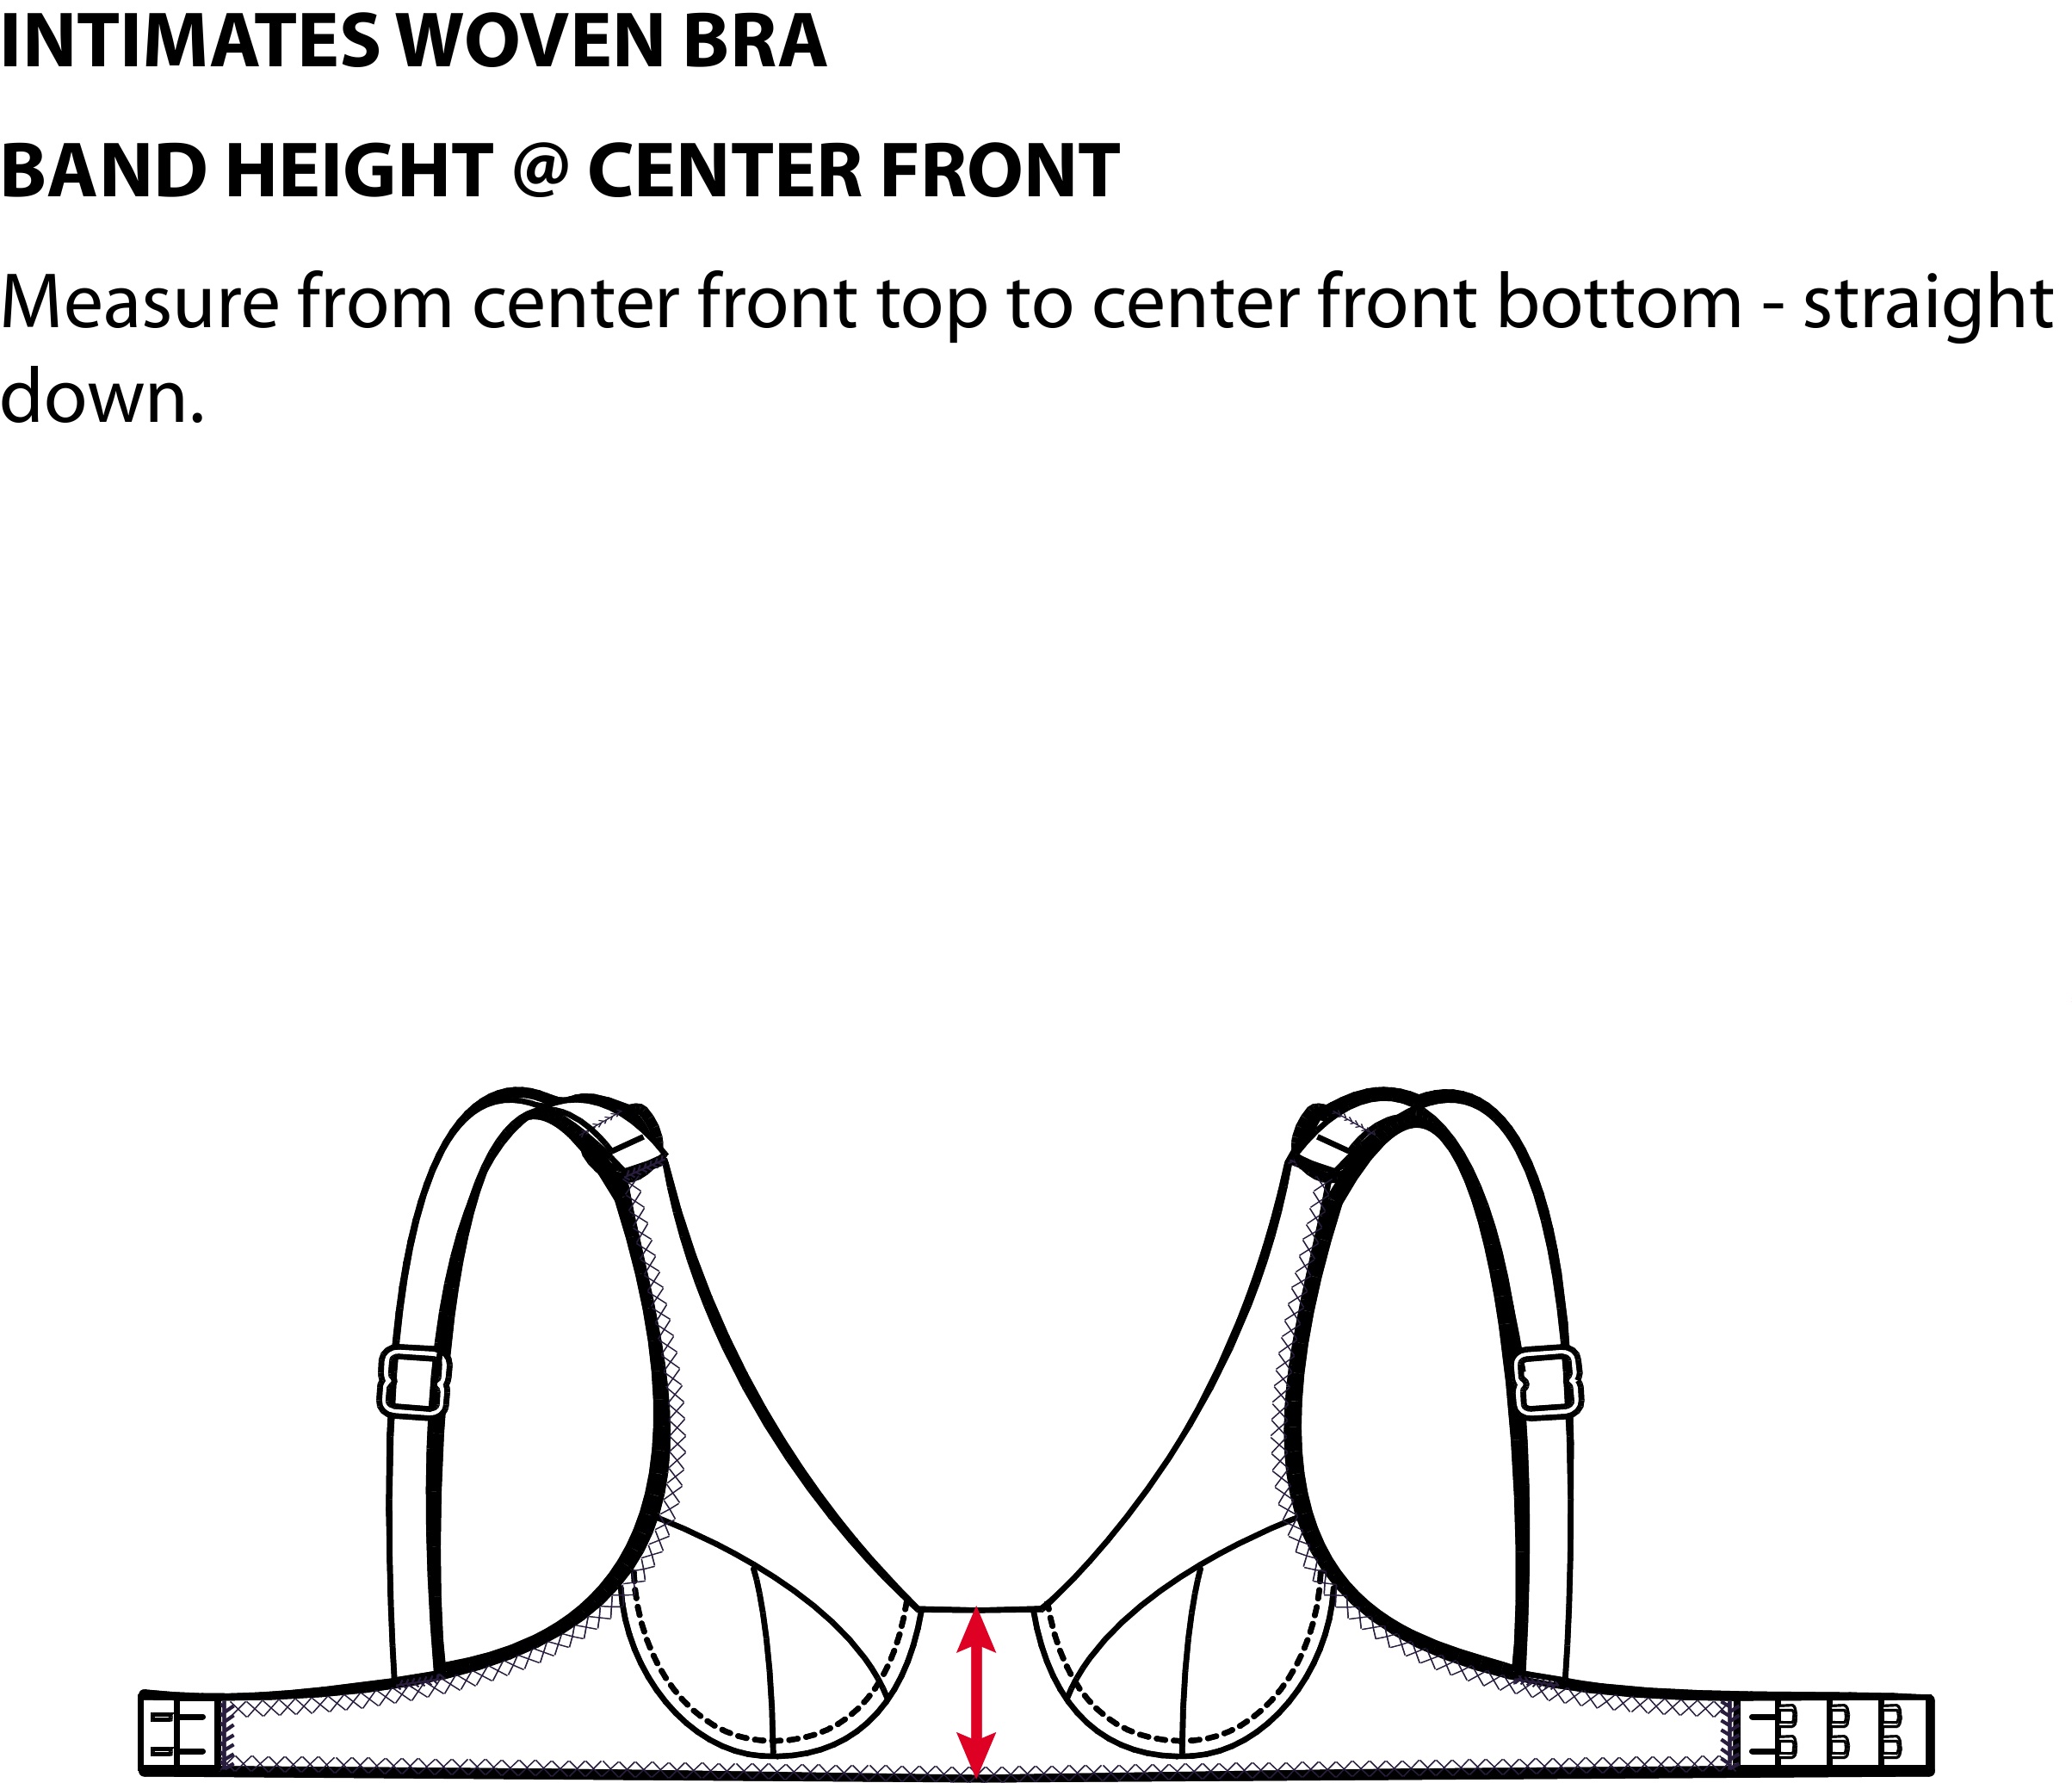 INTIMATES WOVEN BRA
BAND HEIGHT @ CENTER FRONT
Measure from center front top to center front bottom - straight
down.